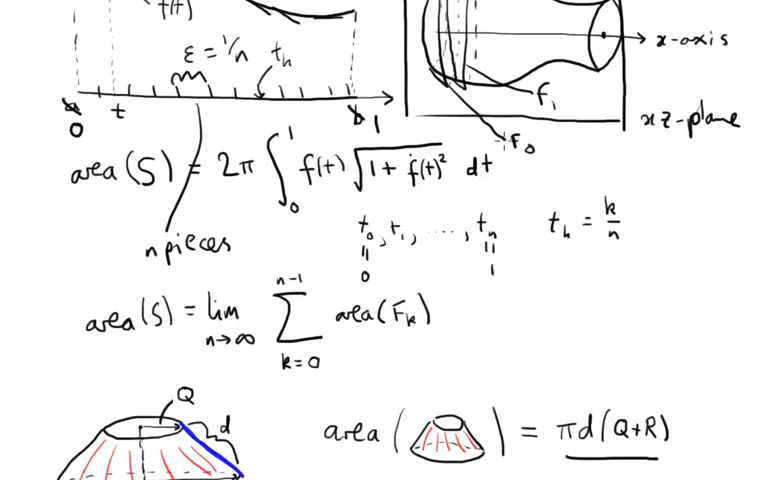 f(t)
ε = 1/n
t_k
x-axis
F_1
0
t
1
xz-plane
F_0
area(S) = 2π ∫_0^1 f(t) √(1 + ḟ(t)²) dt
n pieces
t_0, t_1, ....., t_n
t_k = k/n
|| ||
0 1
area(S) = lim_{n→∞} ∑_{k=0}^{n-1} area(F_k)
Q
d
area( ) = πd(Q+R)